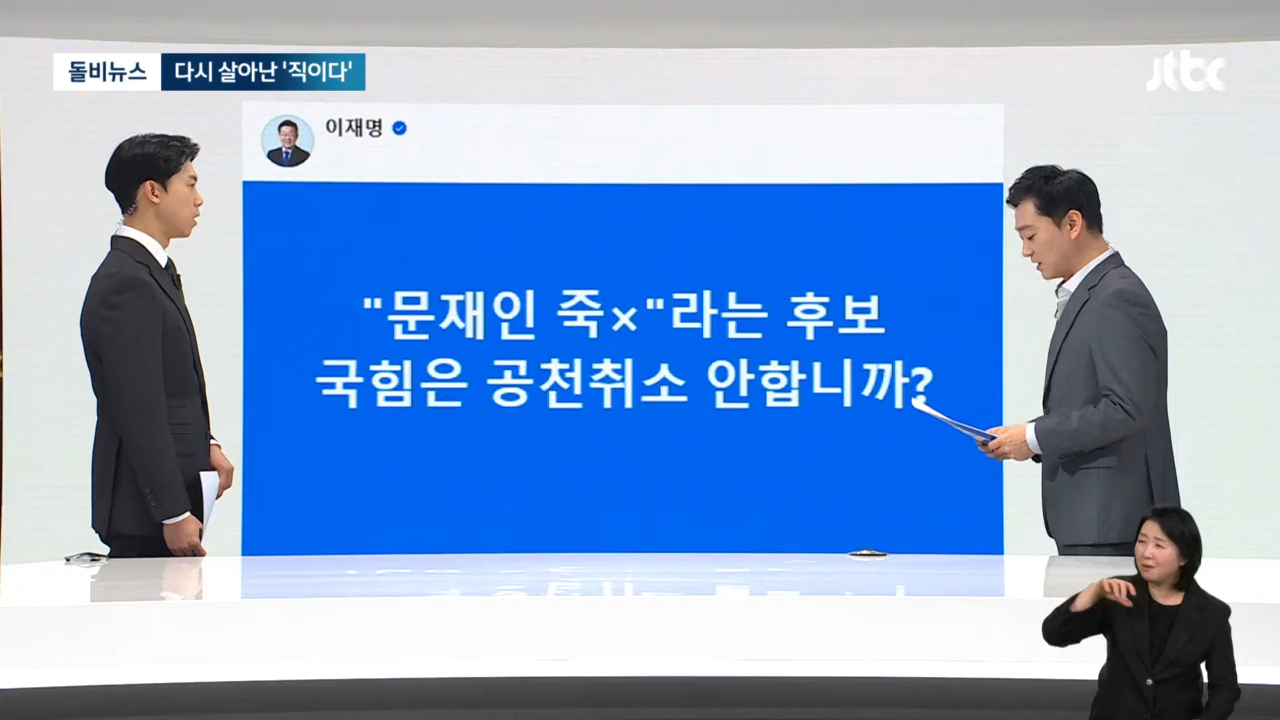 돌비뉴스 다시 살아난 '직이다'
jtbc
이재명
"문재인 죽×"라는 후보
국힘은 공천취소 안합니까?